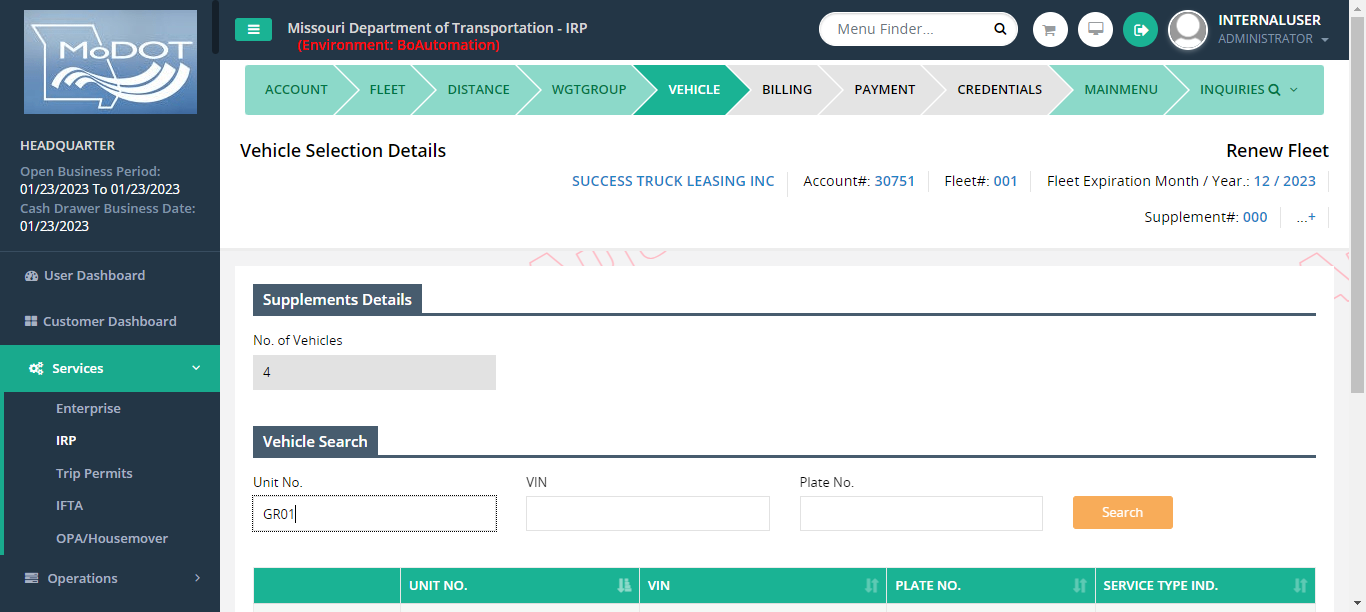 MoDOT
HEADQUARTER
Open Business Period:
01/23/2023 To 01/23/2023
Cash Drawer Business Date:
01/23/2023
User Dashboard
Customer Dashboard
Services
Enterprise
IRP
Trip Permits
IFTA
OPA/Housemover
Operations
Missouri Department of Transportation - IRP
(Environment: BoAutomation)
Menu Finder...
INTERNALUSER
ADMINISTRATOR
ACCOUNT FLEET DISTANCE WGTGROUP VEHICLE BILLING PAYMENT CREDENTIALS MAINMENU INQUIRIES
Vehicle Selection Details
Renew Fleet
SUCCESS TRUCK LEASING INC Account#: 30751 Fleet#: 001 Fleet Expiration Month / Year.: 12 / 2023
Supplement#: 000 ...+
Supplements Details
No. of Vehicles
4
Vehicle Search
Unit No. VIN Plate No.
GR01 Search
UNIT NO. VIN PLATE NO. SERVICE TYPE IND.